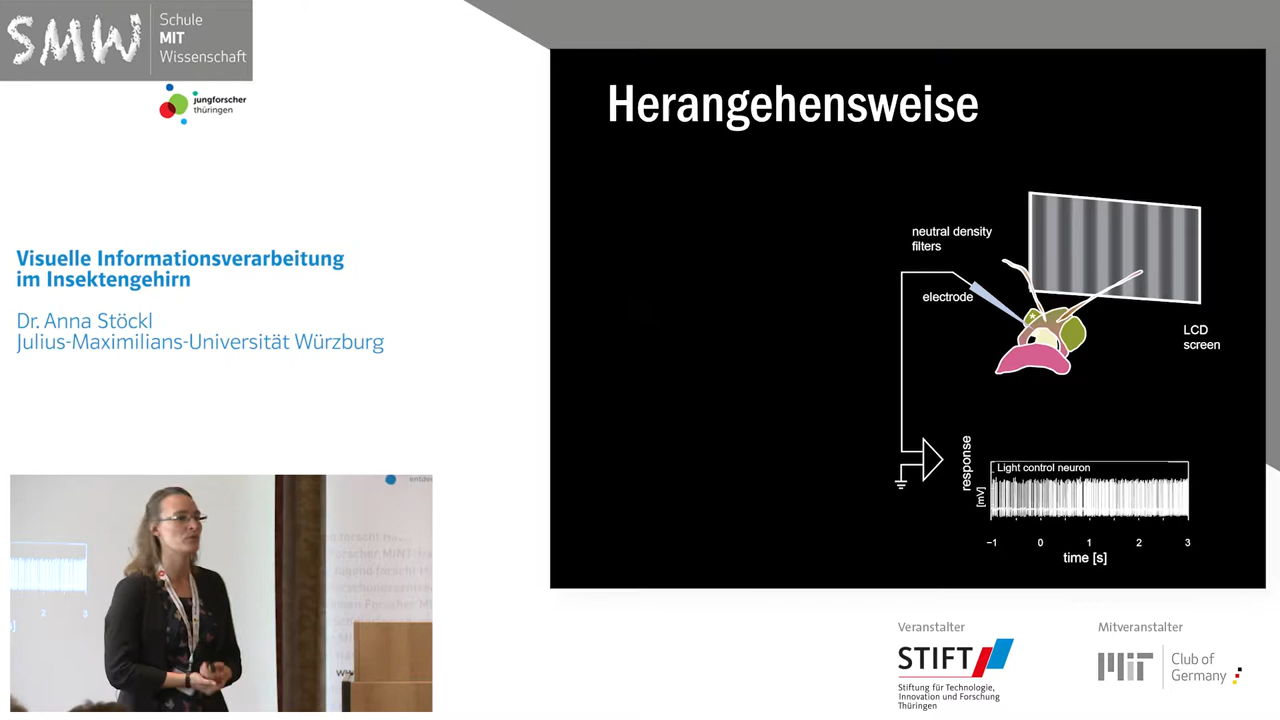 SMW
Schule
MIT
Wissenschaft
jungforscher
thüringen
Visuelle Informationsverarbeitung
im Insektengehirn
Dr. Anna Stöckl
Julius-Maximilians-Universität Würzburg
Herangehensweise
neutral density
filters
electrode
LCD
screen
response
[mV]
Light control neuron
-1 0 1 2 3
time [s]
2 3
Veranstalter
STIFT
Stiftung für Technologie,
Innovation und Forschung
Thüringen
Mitveranstalter
MIT
Club of
Germany